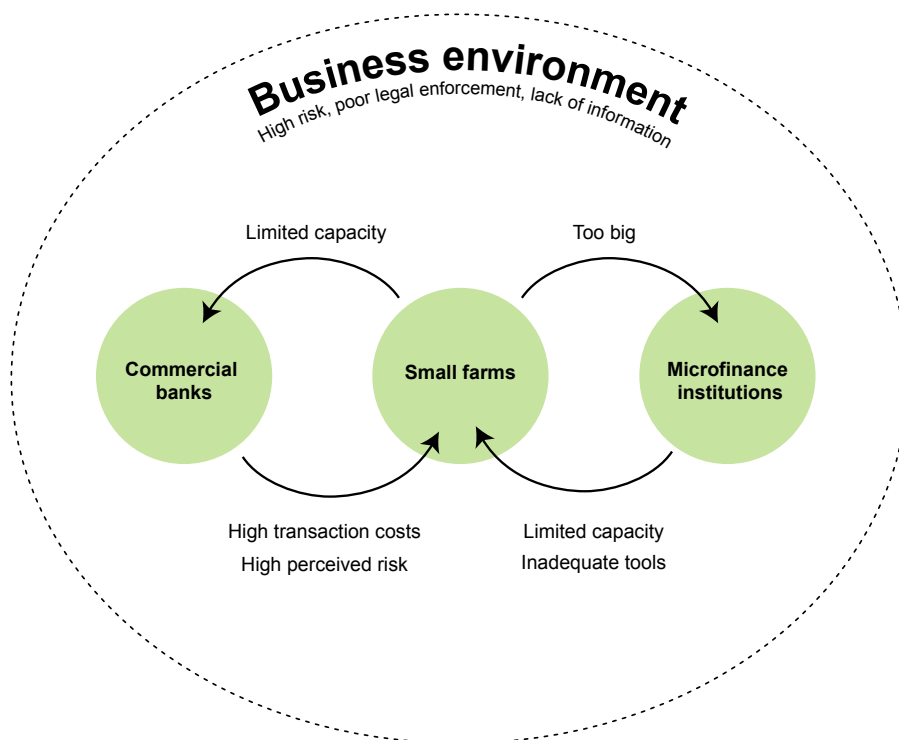 Business environment
High risk, poor legal enforcement, lack of information
Limited capacity
Too big
Commercial
banks
Small farms
Microfinance
institutions
High transaction costs
High perceived risk
Limited capacity
Inadequate tools